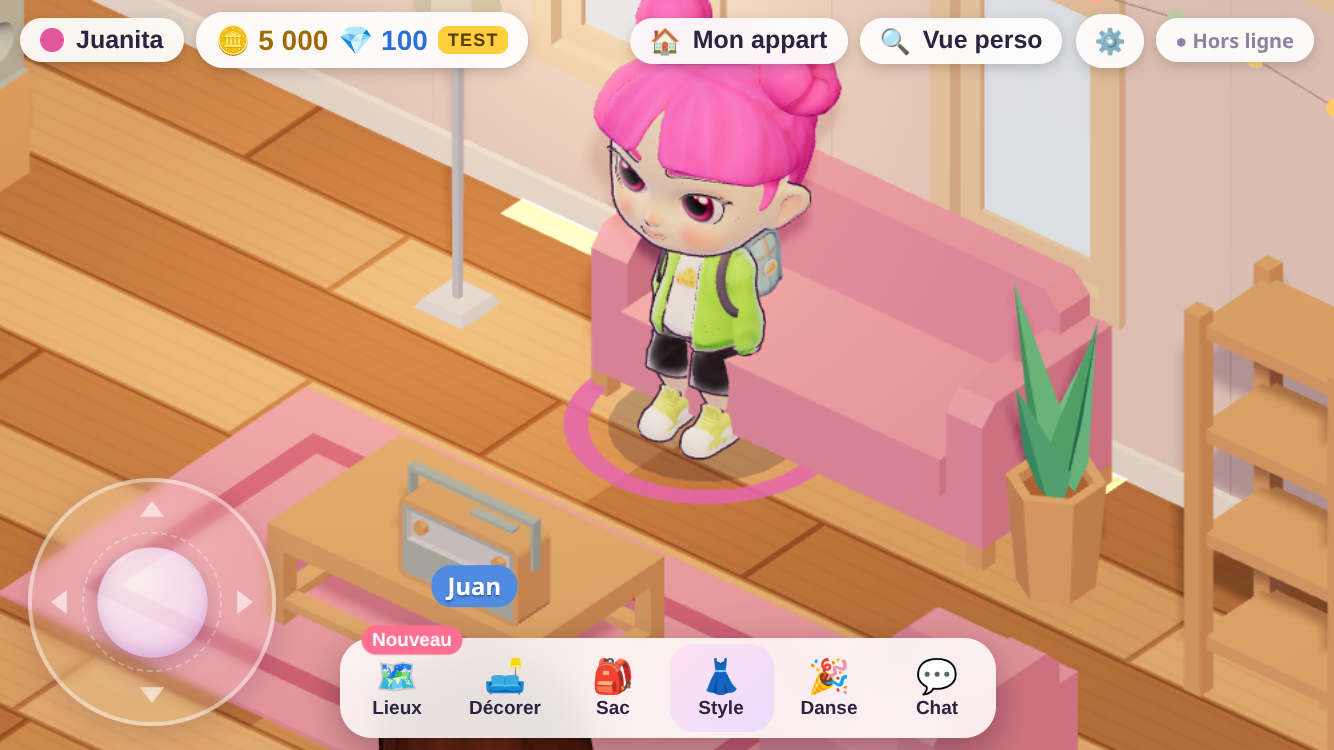 Juanita
5 000
100
TEST
Mon appart
Vue perso
Hors ligne
Juan
Nouveau
Lieux
Décorer
Sac
Style
Danse
Chat